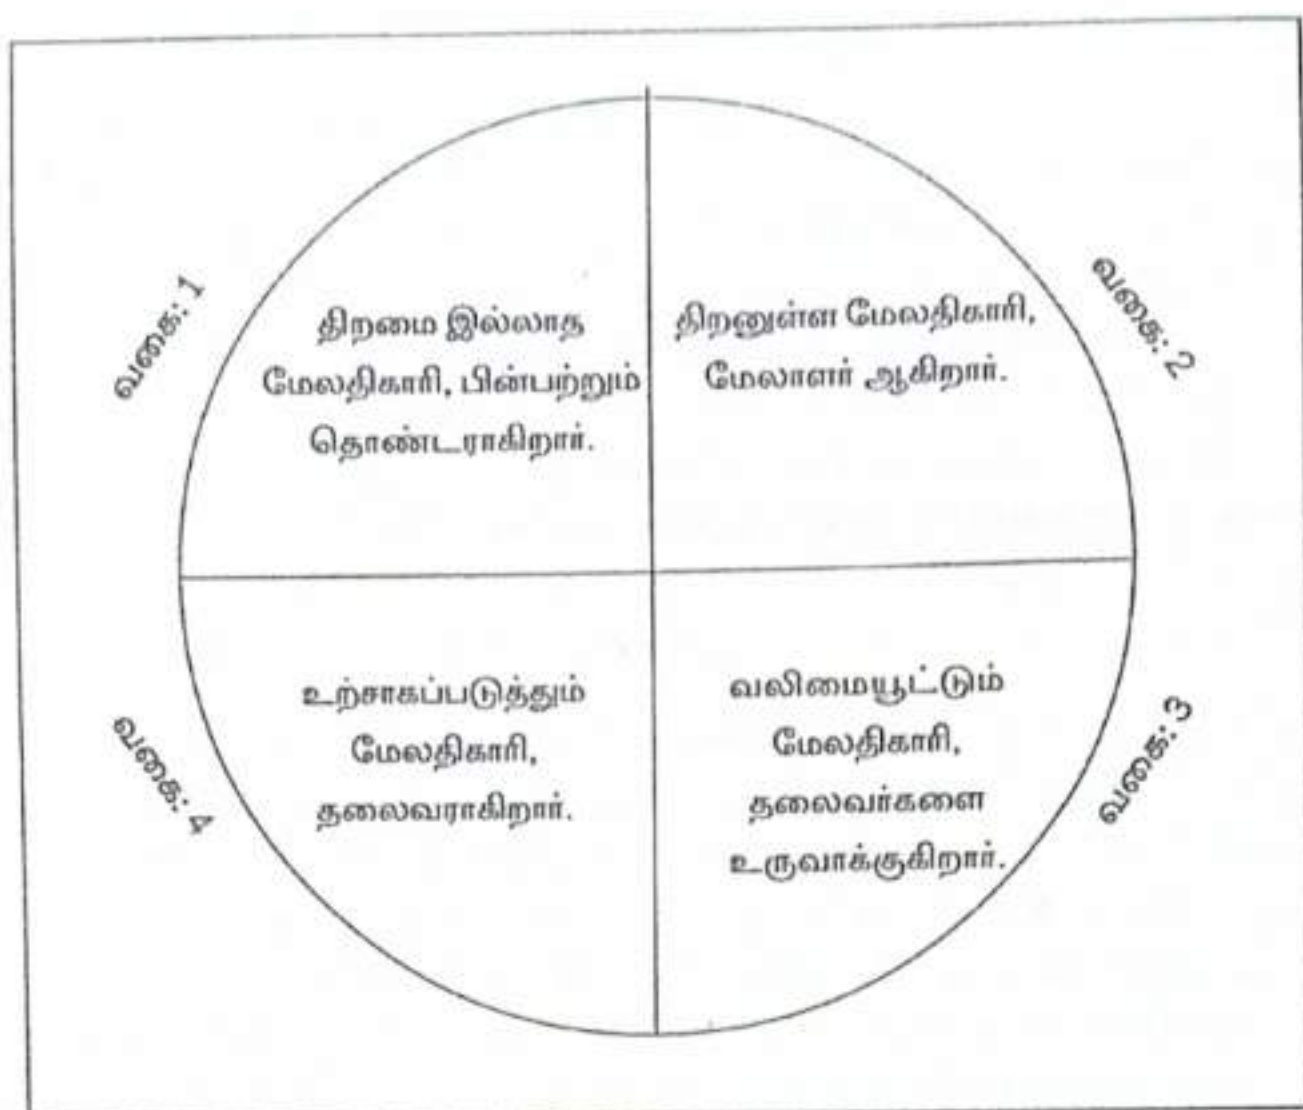 வகை: 1
திறமை இல்லாத
மேலதிகாரி, பின்பற்றும்
தொண்டராகிறார்.
திறனுள்ள மேலதிகாரி,
மேலாளர் ஆகிறார்.
வகை: 2
வகை: 4
உற்சாகப்படுத்தும்
மேலதிகாரி,
தலைவராகிறார்.
வலிமையூட்டும்
மேலதிகாரி,
தலைவர்களை
உருவாக்குகிறார்.
வகை: 3